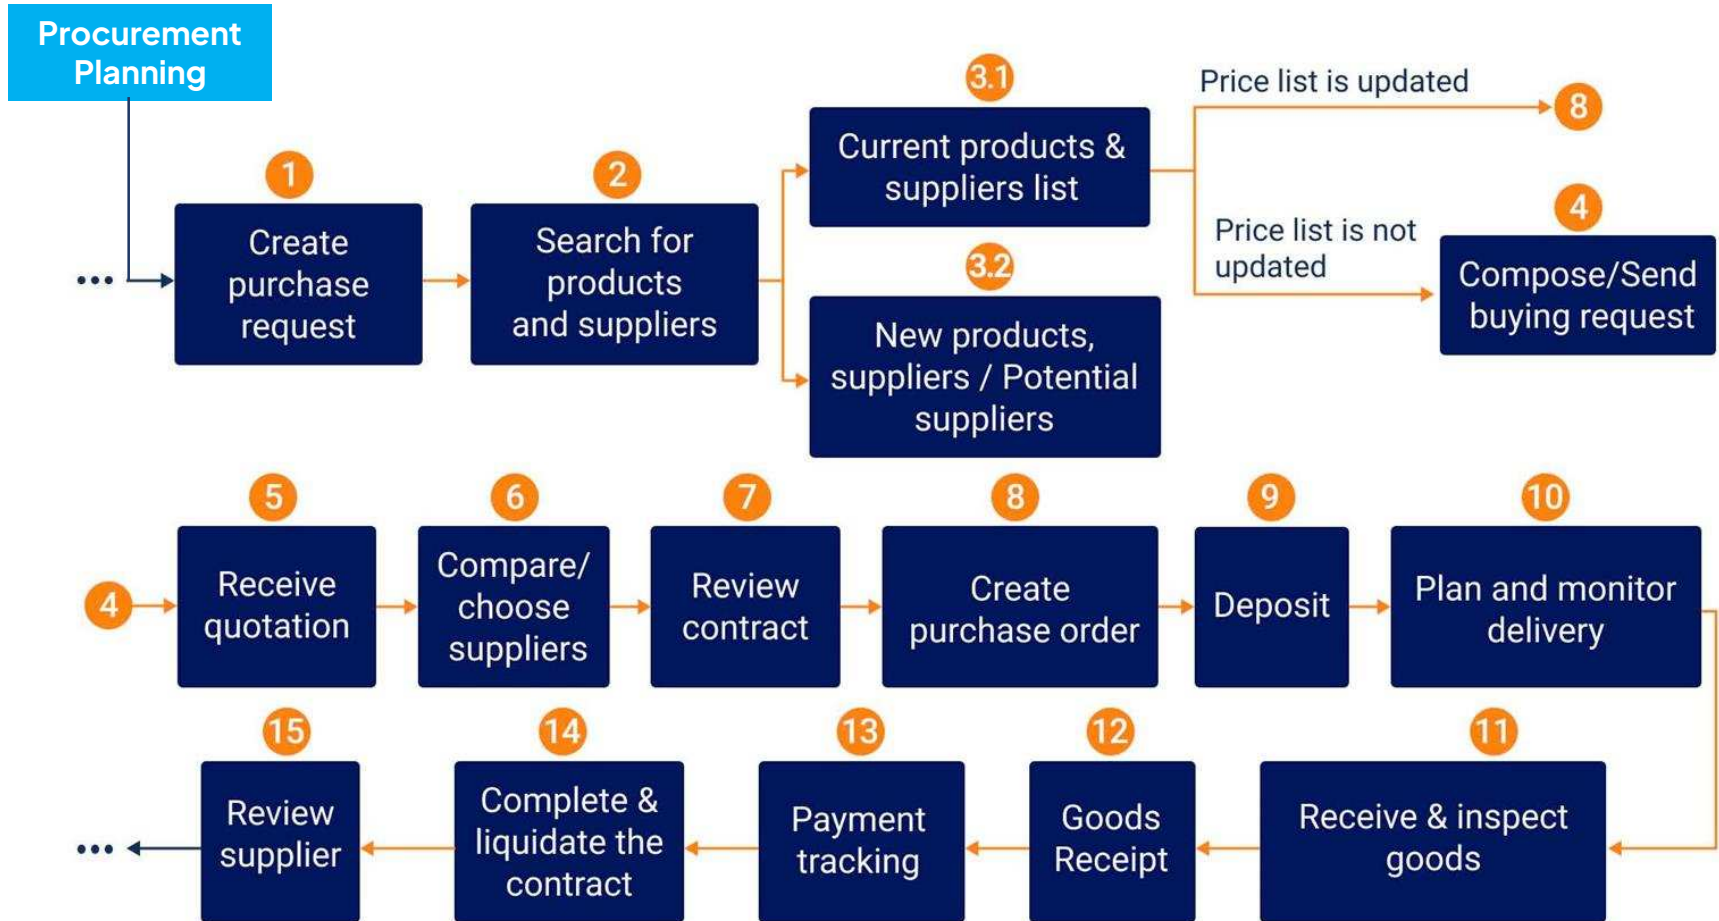 Procurement
Planning
•••
1
Create
purchase
request
2
Search for
products
and suppliers
3.1
Current products &
suppliers list
3.2
New products,
suppliers / Potential
suppliers
Price list is updated
8
Price list is not
updated
4
Compose/Send
buying request
4
5
Receive
quotation
6
Compare/
choose
suppliers
7
Review
contract
8
Create
purchase order
9
Deposit
10
Plan and monitor
delivery
11
Receive & inspect
goods
12
Goods
Receipt
13
Payment
tracking
14
Complete &
liquidate the
contract
15
Review
supplier
•••